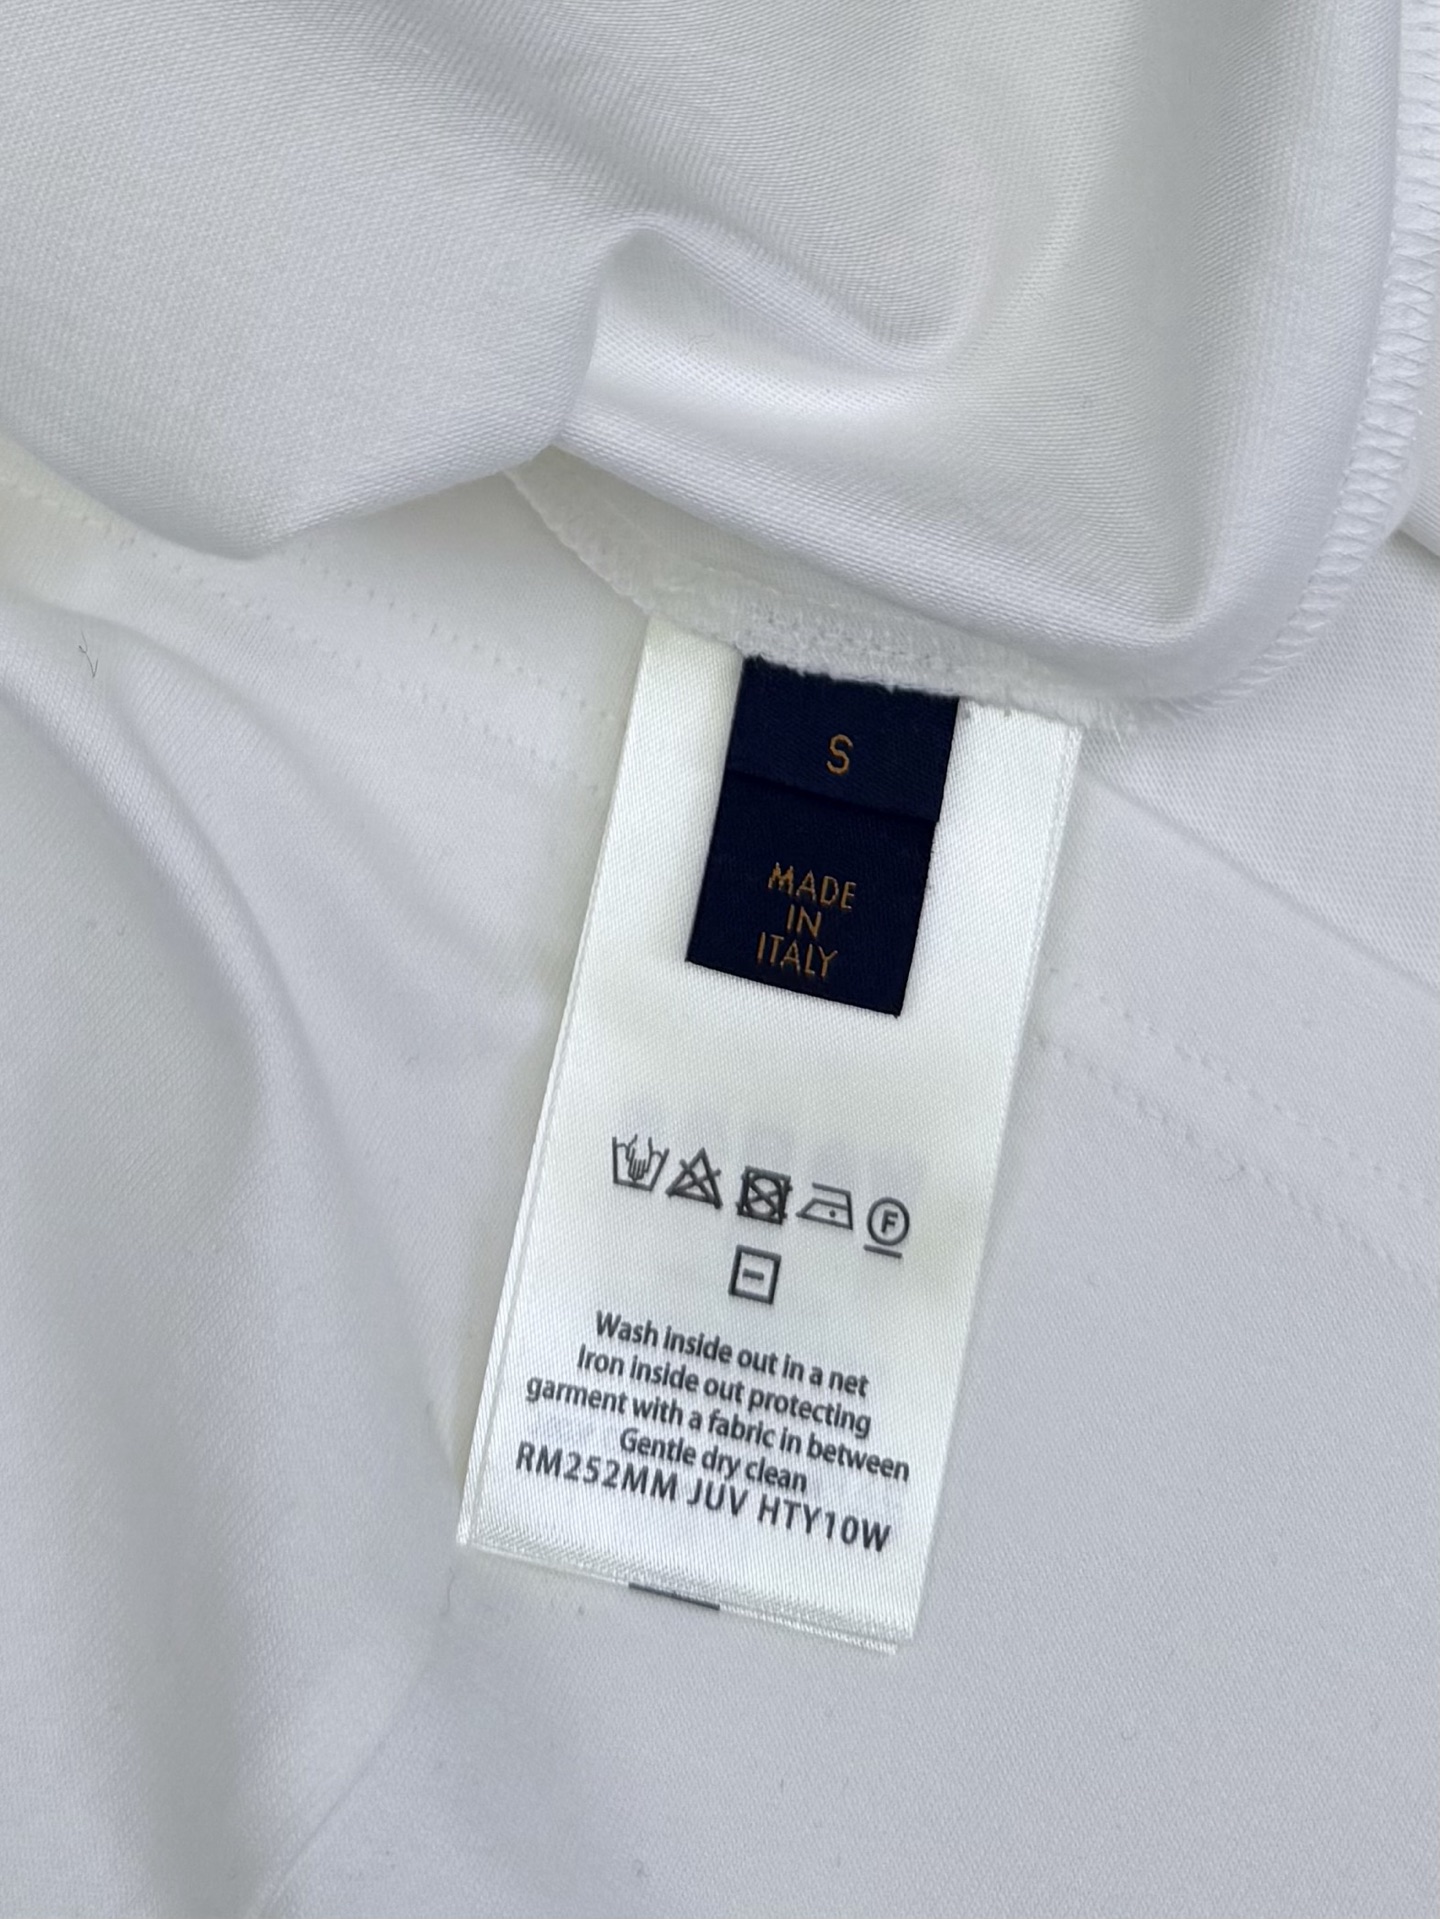 S
MADE
IN
ITALY
F
Wash inside out in a net
Iron inside out protecting
garment with a fabric in between
Gentle dry clean
RM252MM JUV HTY10W